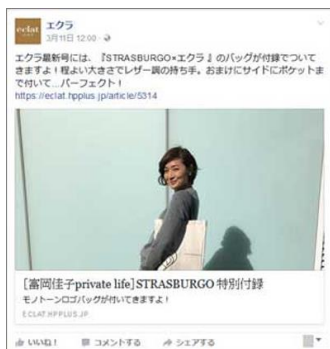 eclat
エクラ
3月11日 12:00
エクラ最新号には、『STRASBURGO×エクラ 』のバッグが付録でついて
きますよ！程よい大きさでレザー調の持ち手。おまけにサイドにポケットま
で付いて…パーフェクト！
https://eclat.hpplus.jp/article/5314
［富岡佳子private life］STRASBURGO 特別付録
モノトーンロゴバッグが付いてきますよ！
ECLAT.HPPLUS.JP
いいね！ コメントする シェアする